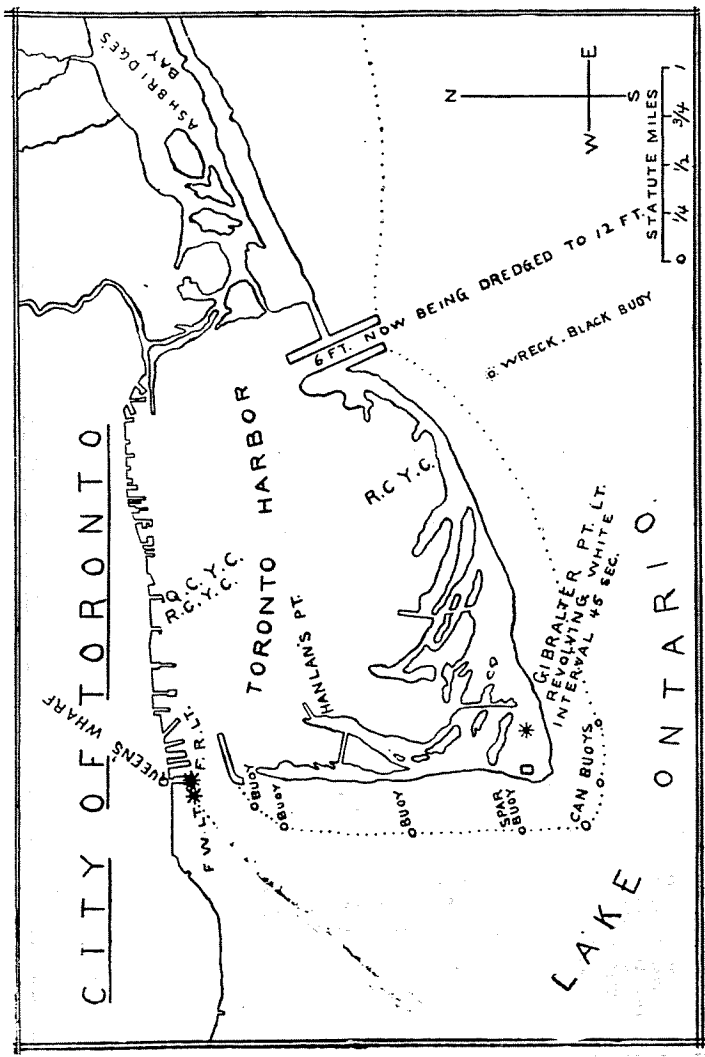 CITY OF TORONTO
ASHBRIDGE'S
BAY
N
S
E
W
STATUTE MILES
0 1/4 1/2 3/4 1
6 FT. NOW BEING DREDGED TO 12 FT.
WRECK. BLACK BUOY
TORONTO HARBOR
R.C.Y.C.
Q.C.Y.C.
R.C.Y.C.
HANLAN'S PT.
QUEEN'S WHARF
F.R. LT.
F W LT.
BUOY
BUOY
BUOY
SPAR
BUOY
CAN BUOYS
GIBRALTER PT. LT.
REVOLVING WHITE
INTERVAL 45 SEC.
LAKE ONTARIO.